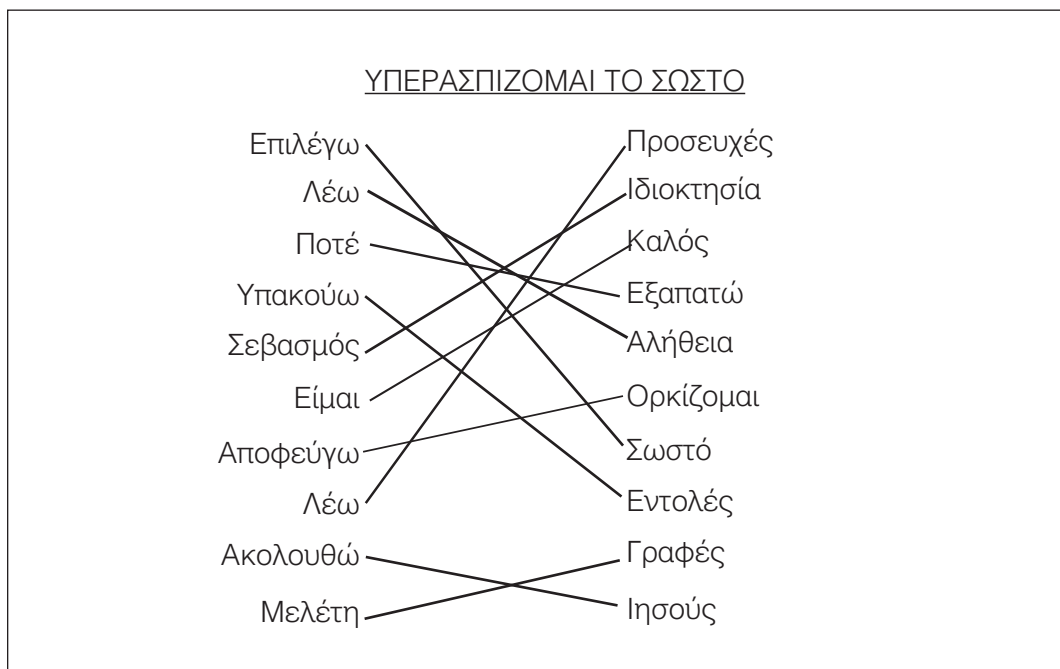 ΥΠΕΡΑΣΠΙΖΟΜΑΙ ΤΟ ΣΩΣΤΟ
Επιλέγω
Λέω
Ποτέ
Υπακούω
Σεβασμός
Είμαι
Αποφεύγω
Λέω
Ακολουθώ
Μελέτη
Προσευχές
Ιδιοκτησία
Καλός
Εξαπατώ
Αλήθεια
Ορκίζομαι
Σωστό
Εντολές
Γραφές
Ιησούς